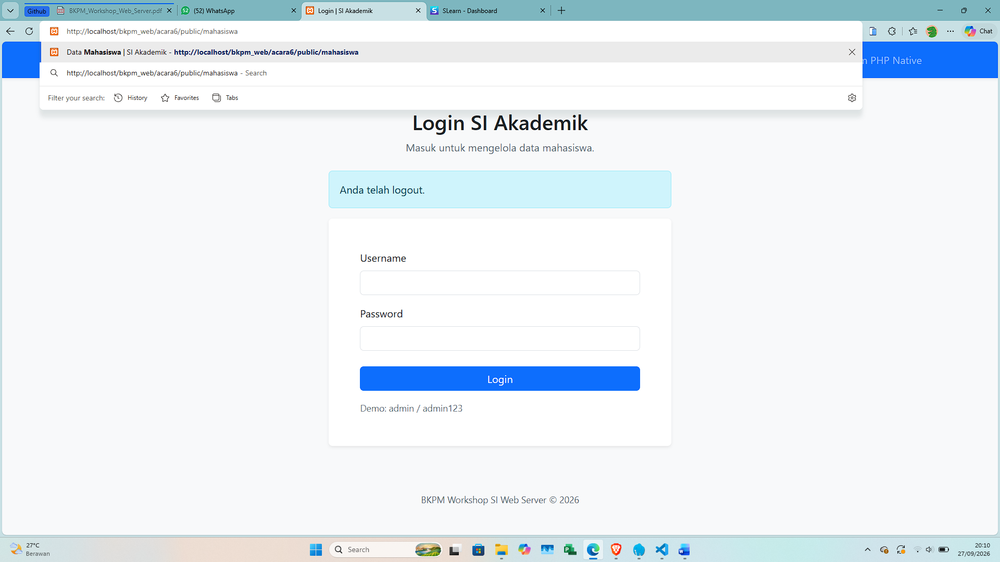 Github
BKPM_Workshop_Web_Server.pdf
52
(52) WhatsApp
Login | SI Akademik
SLearn - Dashboard
http://localhost/bkpm_web/acara6/public/mahasiswa
Chat
Data Mahasiswa | SI Akademik - http://localhost/bkpm_web/acara6/public/mahasiswa
PHP Native
http://localhost/bkpm_web/acara6/public/mahasiswa - Search
Filter your search:
History
Favorites
Tabs
Login SI Akademik
Masuk untuk mengelola data mahasiswa.
Anda telah logout.
Username
Password
Login
Demo: admin / admin123
BKPM Workshop SI Web Server © 2026
27°C
Berawan
Search
20:10
27/09/2026